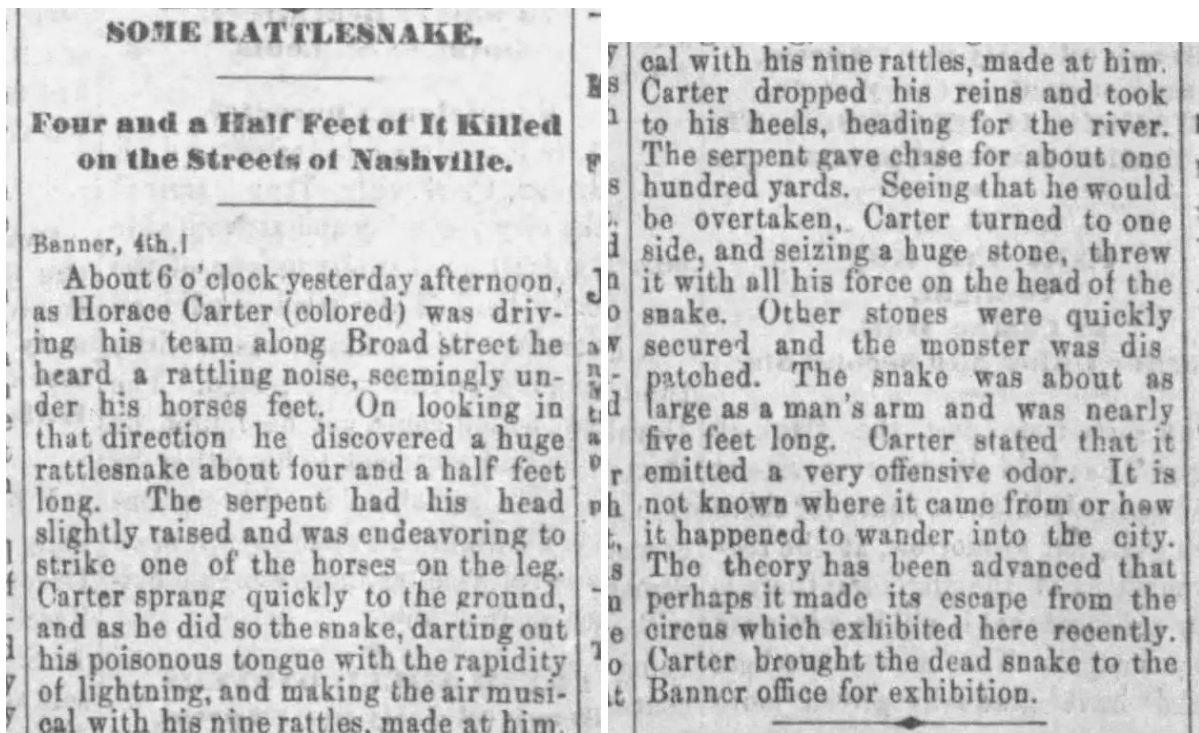 SOME RATTLESNAKE.
Four and a Half Feet of It Killed
on the Streets of Nashville.
Banner, 4th.]
About 6 o'clock yesterday afternoon,
as Horace Carter (colored) was driv-
ing his team along Broad street he
heard a rattling noise, seemingly un-
der his horses feet. On looking in
that direction he discovered a huge
rattlesnake about four and a half feet
long. The serpent had his head
slightly raised and was endeavoring to
strike one of the horses on the leg.
Carter sprang quickly to the ground,
and as he did so the snake, darting out
his poisonous tongue with the rapidity
of lightning, and making the air musi-
cal with his nine rattles, made at him.
cal with his nine rattles, made at him.
Carter dropped his reins and took
to his heels, heading for the river.
The serpent gave chase for about one
hundred yards. Seeing that he would
be overtaken, Carter turned to one
side, and seizing a huge stone, threw
it with all his force on the head of the
snake. Other stones were quickly
secured and the monster was dis
patched. The snake was about as
large as a man's arm and was nearly
five feet long. Carter stated that it
emitted a very offensive odor. It is
not known where it came from or how
it happened to wander into the city.
The theory has been advanced that
perhaps it made its escape from the
circus which exhibited here recently.
Carter brought the dead snake to the
Banner office for exhibition.